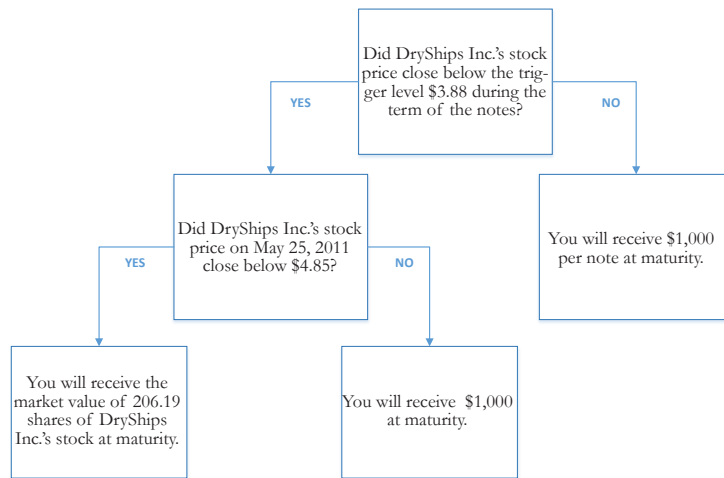 Did DryShips Inc.'s stock
price close below the trig-
ger level $3.88 during the
term of the notes?
YES
NO
Did DryShips Inc.'s stock
price on May 25, 2011
close below $4.85?
You will receive $1,000
per note at maturity.
YES
NO
You will receive the
market value of 206.19
shares of DryShips
Inc.'s stock at maturity.
You will receive  $1,000
at maturity.